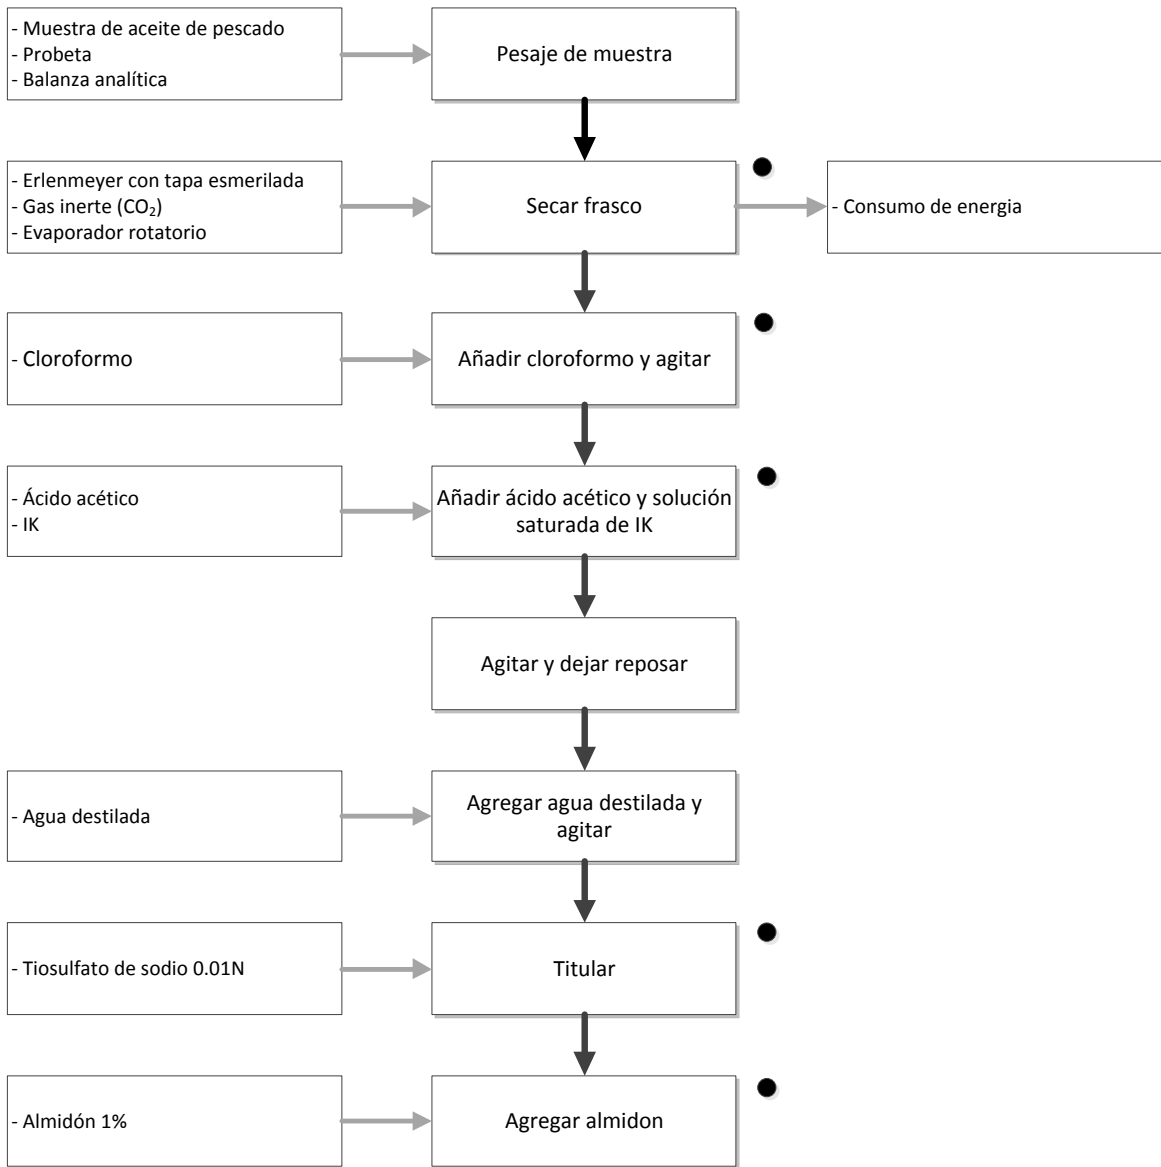 - Muestra de aceite de pescado
- Probeta
- Balanza analítica
Pesaje de muestra
- Erlenmeyer con tapa esmerilada
- Gas inerte (CO₂)
- Evaporador rotatorio
Secar frasco
- Consumo de energia
- Cloroformo
Añadir cloroformo y agitar
- Ácido acético
- IK
Añadir ácido acético y solución
saturada de IK
Agitar y dejar reposar
- Agua destilada
Agregar agua destilada y
agitar
- Tiosulfato de sodio 0.01N
Titular
- Almidón 1%
Agregar almidon